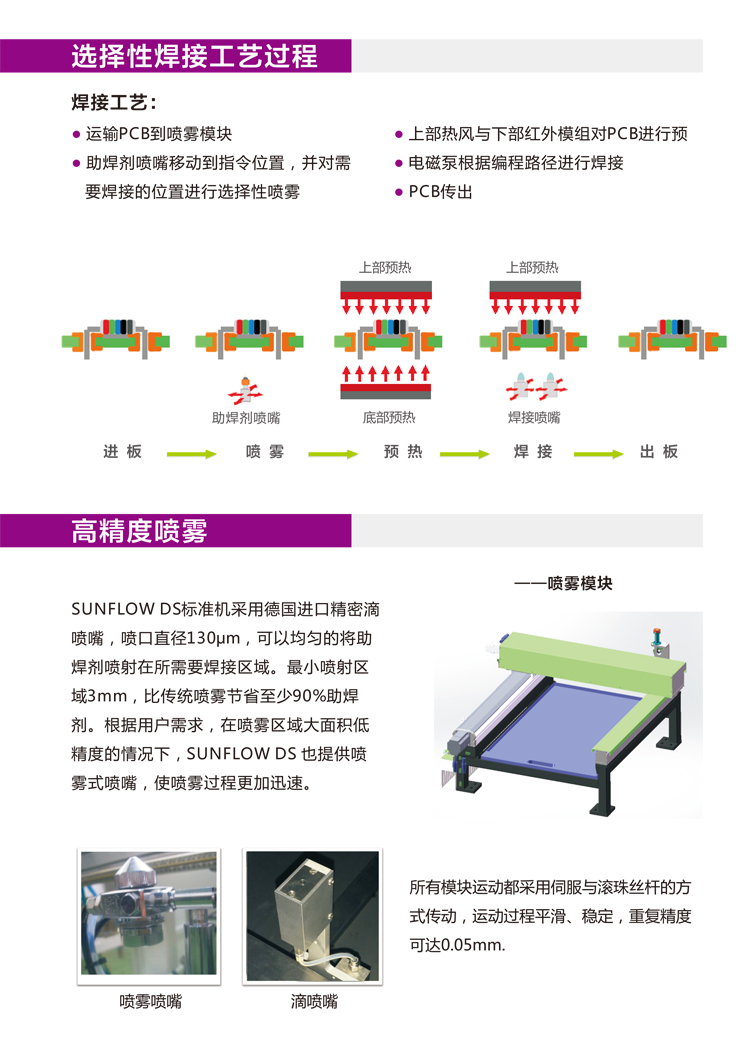 选择性焊接工艺过程
焊接工艺：
● 运输PCB到喷雾模块
● 助焊剂喷嘴移动到指令位置，并对需
要焊接的位置进行选择性喷雾
● 上部热风与下部红外模组对PCB进行预
● 电磁泵根据编程路径进行焊接
● PCB传出
上部预热
上部预热
助焊剂喷嘴
底部预热
焊接喷嘴
进 板
喷 雾
预 热
焊 接
出 板
高精度喷雾
——喷雾模块
SUNFLOW DS标准机采用德国进口精密滴
喷嘴，喷口直径130μm，可以均匀的将助
焊剂喷射在所需要焊接区域。最小喷射区
域3mm，比传统喷雾节省至少90%助焊
剂。根据用户需求，在喷雾区域大面积低
精度的情况下，SUNFLOW DS 也提供喷
雾式喷嘴，使喷雾过程更加迅速。
所有模块运动都采用伺服与滚珠丝杆的方
式传动，运动过程平滑、稳定，重复精度
可达0.05mm.
喷雾喷嘴
滴喷嘴